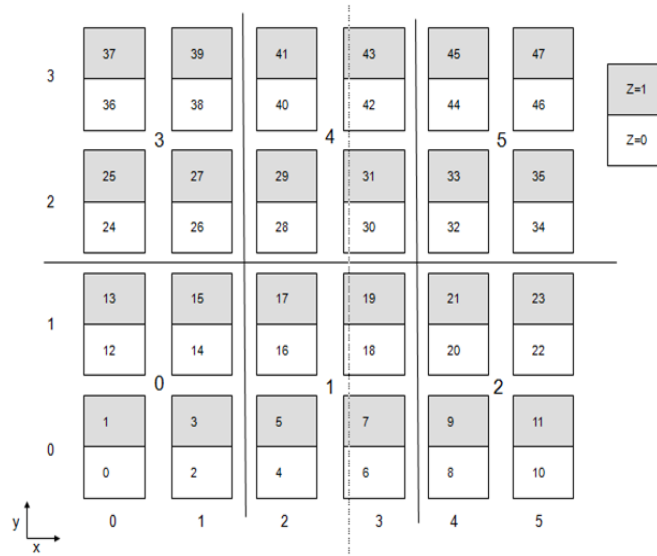 3 37 39 41 43 45 47
36 38 40 42 44 46 Z=1
3 4 5 Z=0
2 25 27 29 31 33 35
24 26 28 30 32 34
1 13 15 17 19 21 23
12 14 16 18 20 22
0 1 2
0 1 3 5 7 9 11
0 2 4 6 8 10
y x 0 1 2 3 4 5